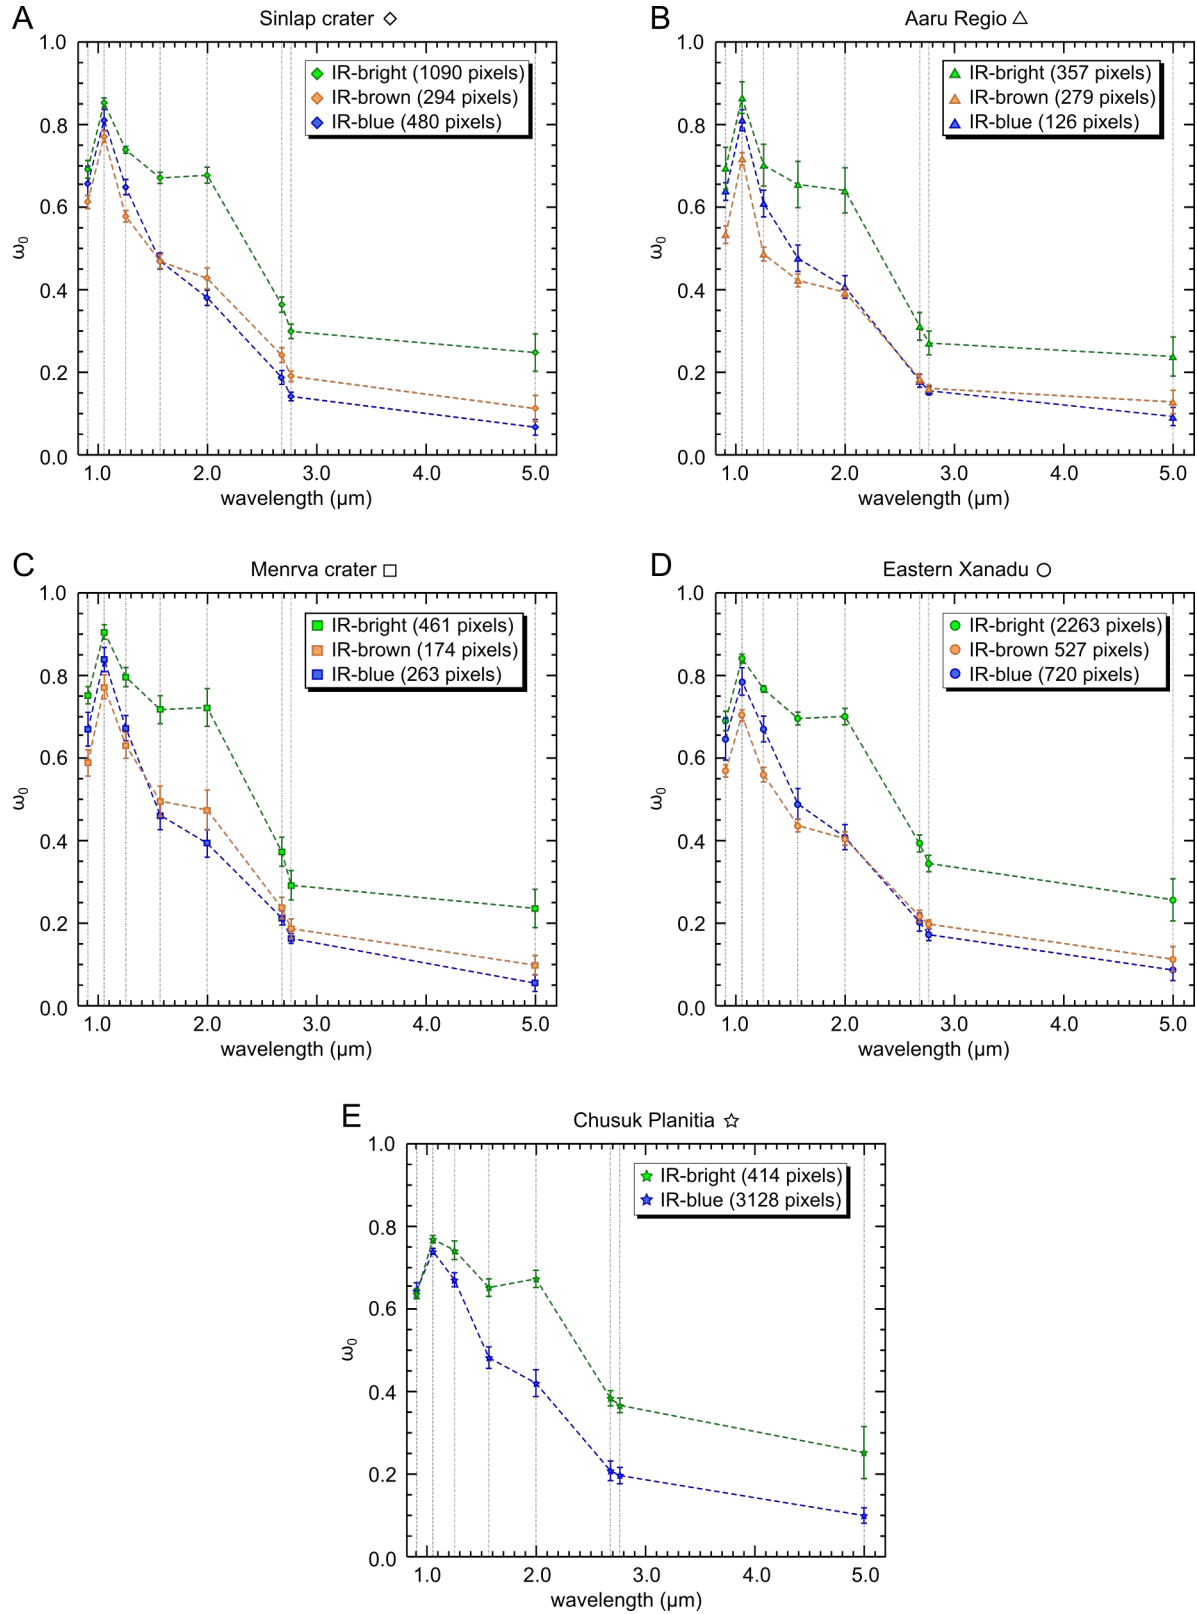 A
Sinlap crater ◇
IR-bright (1090 pixels)
IR-brown (294 pixels)
IR-blue (480 pixels)
1.0
0.8
0.6
0.4
0.2
0.0
ω0
1.0 2.0 3.0 4.0 5.0
wavelength (μm)
B
Aaru Regio △
IR-bright (357 pixels)
IR-brown (279 pixels)
IR-blue (126 pixels)
1.0
0.8
0.6
0.4
0.2
0.0
ω0
1.0 2.0 3.0 4.0 5.0
wavelength (μm)
C
Menrva crater □
IR-bright (461 pixels)
IR-brown (174 pixels)
IR-blue (263 pixels)
1.0
0.8
0.6
0.4
0.2
0.0
ω0
1.0 2.0 3.0 4.0 5.0
wavelength (μm)
D
Eastern Xanadu ○
IR-bright (2263 pixels)
IR-brown 527 pixels)
IR-blue (720 pixels)
1.0
0.8
0.6
0.4
0.2
0.0
ω0
1.0 2.0 3.0 4.0 5.0
wavelength (μm)
E
Chusuk Planitia ☆
IR-bright (414 pixels)
IR-blue (3128 pixels)
1.0
0.8
0.6
0.4
0.2
0.0
ω0
1.0 2.0 3.0 4.0 5.0
wavelength (μm)